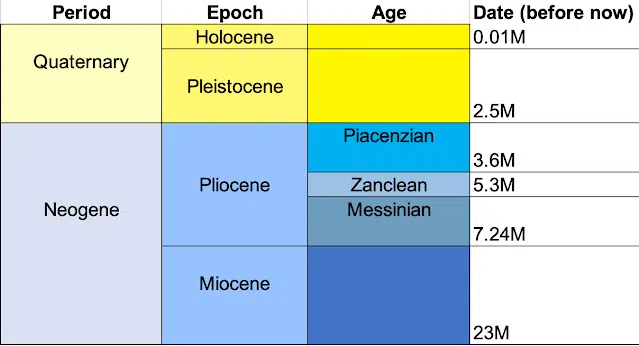 Period Epoch Age Date (before now)
Holocene 0.01M
Quaternary
Pleistocene
2.5M
Piacenzian
3.6M
Pliocene Zanclean 5.3M
Neogene Messinian
7.24M
Miocene
23M